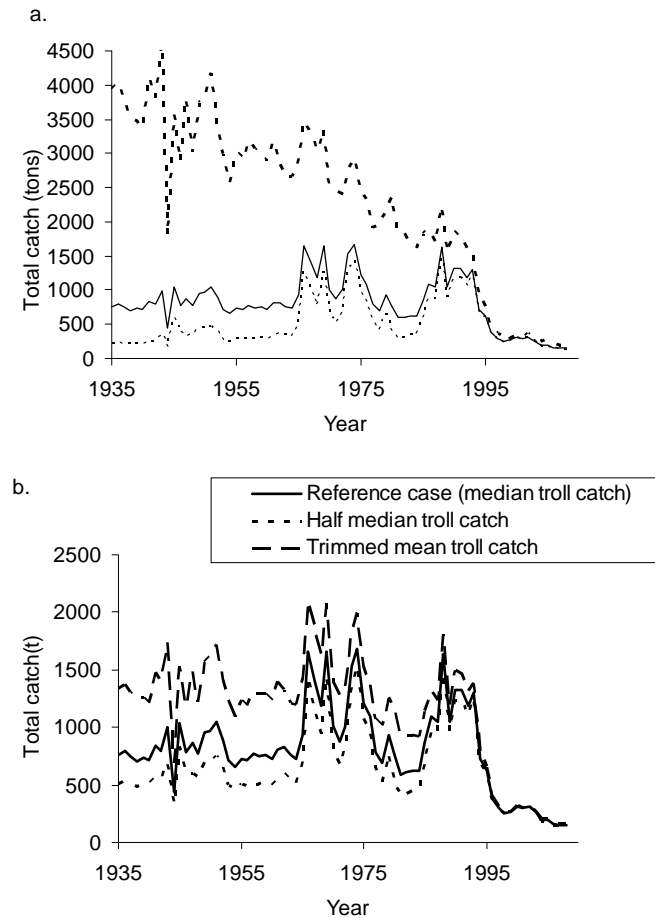 a.
4500
4000
3500
3000
2500
2000
1500
1000
500
0
Total catch (tons)
1935 1955 1975 1995
Year
b.
Reference case (median troll catch)
Half median troll catch
Trimmed mean troll catch
2500
2000
1500
1000
500
0
Total catch(t)
1935 1955 1975 1995
Year